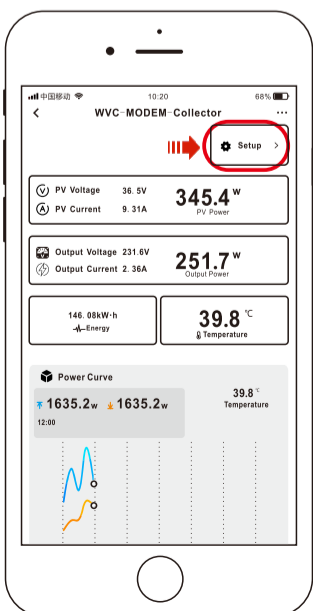 中国移动 10:20 68%
WVC-MODEM-Collector
Setup
V PV Voltage 36. 5V
A PV Current 9. 31A
345.4 W
PV Power
Output Voltage 231.6V
Output Current 2. 36A
251.7 W
Output Power
146. 08kW·h
Energy
39.8 ℃
Temperature
Power Curve
1635.2w 1635.2w
12:00
39.8 ℃
Temperature